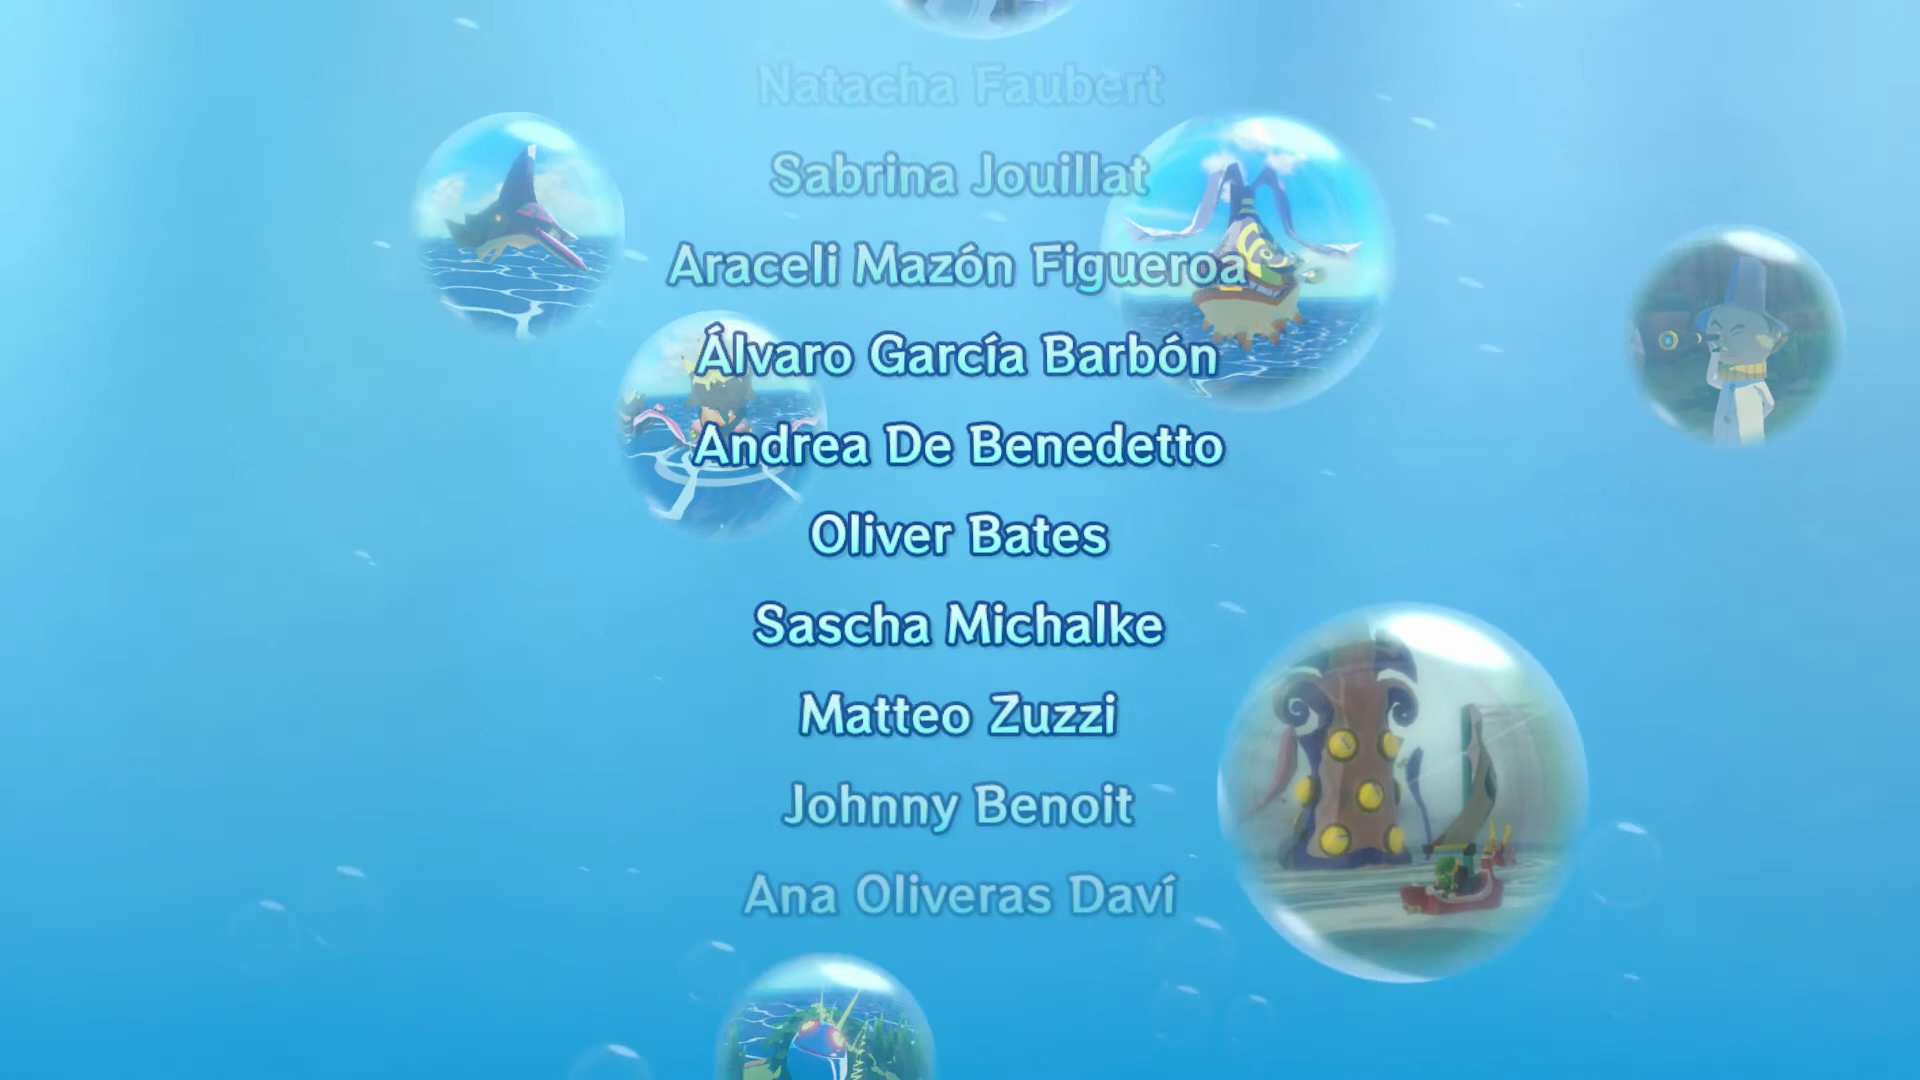 Natacha Faubert
Sabrina Jouillat
Araceli Mazón Figueroa
Álvaro García Barbón
Andrea De Benedetto
Oliver Bates
Sascha Michalke
Matteo Zuzzi
Johnny Benoit
Ana Oliveras Daví